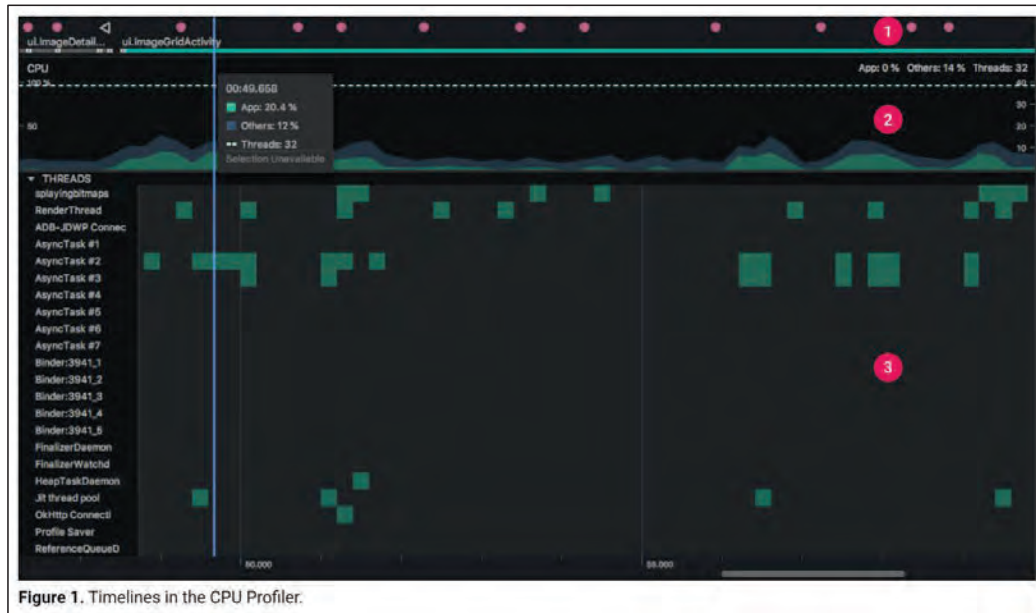 ui.ImageDetail... ui.ImageGridActivity
1
CPU
App: 0 % Others: 14 % Threads: 32
100 %
40
00:49.658
App: 20.4 %
30
Others: 12 %
2
50
20
Threads: 32
10
Selection Unavailable
THREADS
splayingbitmaps
RenderThread
ADB-JDWP Connec
AsyncTask #1
AsyncTask #2
AsyncTask #3
AsyncTask #4
AsyncTask #5
AsyncTask #6
AsyncTask #7
Binder:3941_1
3
Binder:3941_2
Binder:3941_3
Binder:3941_4
Binder:3941_5
FinalizerDaemon
FinalizerWatchd
HeapTaskDaemon
Jit thread pool
OkHttp Connecti
Profile Saver
ReferenceQueueD
Figure 1. Timelines in the CPU Profiler.